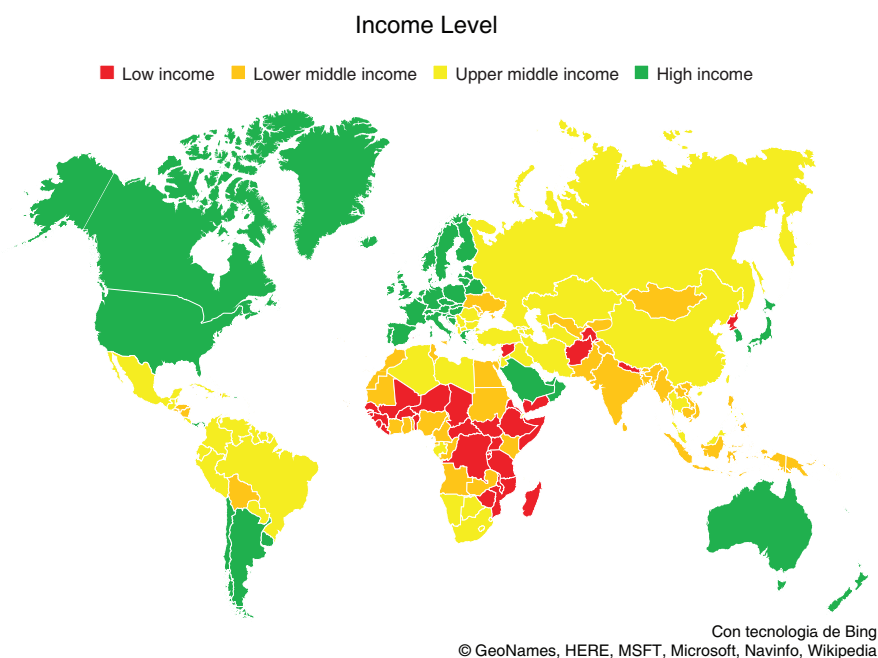 Income Level
Low income Lower middle income Upper middle income High income
Con tecnologia de Bing
© GeoNames, HERE, MSFT, Microsoft, Navinfo, Wikipedia